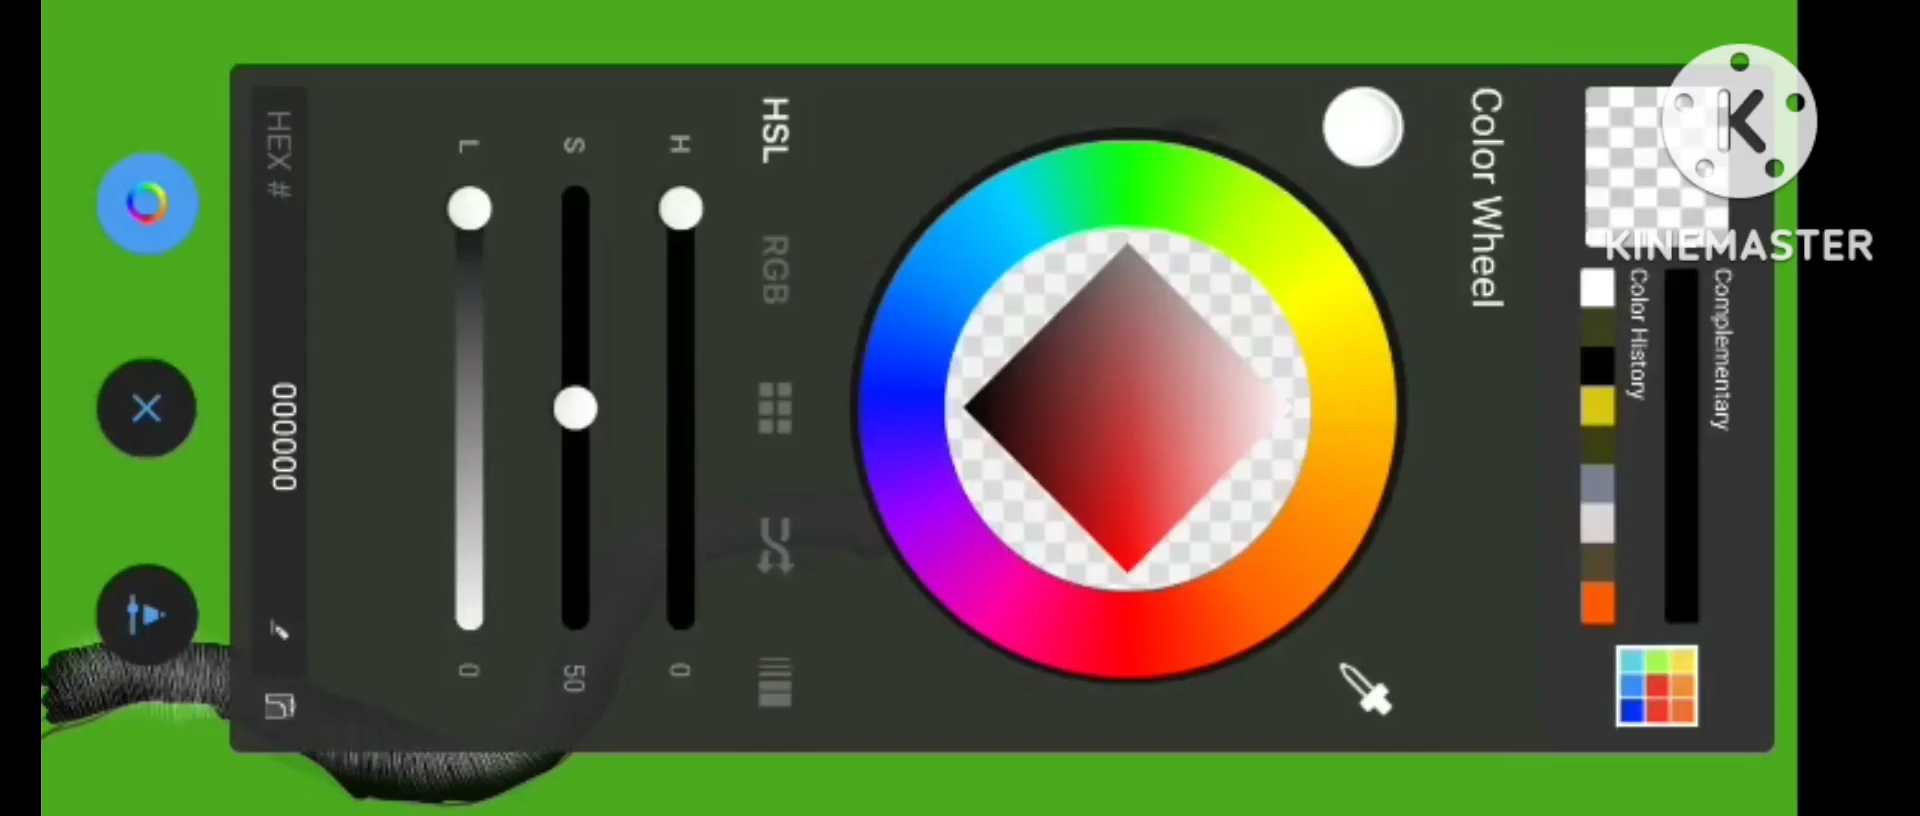 KINEMASTER
Complementary
Color History
Color Wheel
HSL
RGB
H
0
S
50
L
0
HEX #
000000